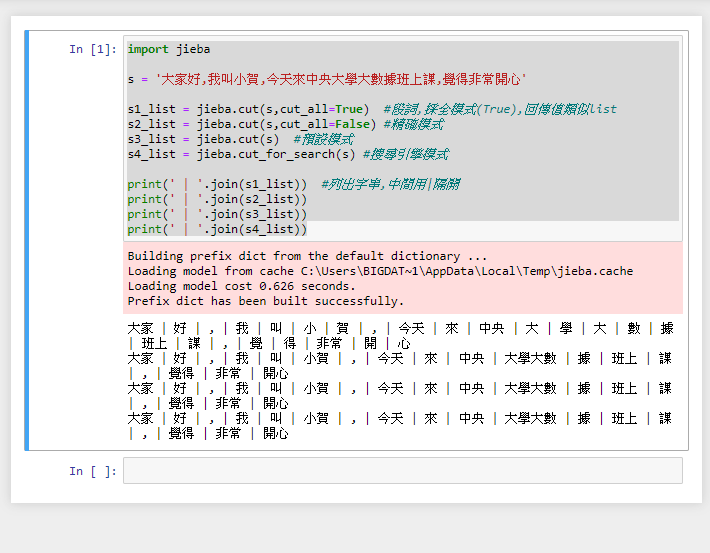 In [1]: import jieba
s = '大家好,我叫小賀,今天來中央大學大數據班上謀,覺得非常開心'
s1_list = jieba.cut(s,cut_all=True)  #段詞,採全模式(True),回傳值類似list
s2_list = jieba.cut(s,cut_all=False) #精確模式
s3_list = jieba.cut(s)  #預設模式
s4_list = jieba.cut_for_search(s) #搜尋引擎模式
print(' | '.join(s1_list))  #列出字串,中間用|隔開
print(' | '.join(s2_list))
print(' | '.join(s3_list))
print(' | '.join(s4_list))
Building prefix dict from the default dictionary ...
Loading model from cache C:\Users\BIGDAT~1\AppData\Local\Temp\jieba.cache
Loading model cost 0.626 seconds.
Prefix dict has been built successfully.
大家 | 好 | , | 我 | 叫 | 小 | 賀 | , | 今天 | 來 | 中央 | 大 | 學 | 大 | 數 | 據
| 班上 | 謀 | , | 覺 | 得 | 非常 | 開 | 心
大家 | 好 | , | 我 | 叫 | 小賀 | , | 今天 | 來 | 中央 | 大學大數 | 據 | 班上 | 謀
| , | 覺得 | 非常 | 開心
大家 | 好 | , | 我 | 叫 | 小賀 | , | 今天 | 來 | 中央 | 大學大數 | 據 | 班上 | 謀
| , | 覺得 | 非常 | 開心
大家 | 好 | , | 我 | 叫 | 小賀 | , | 今天 | 來 | 中央 | 大學大數 | 據 | 班上 | 謀
| , | 覺得 | 非常 | 開心
In [ ]: